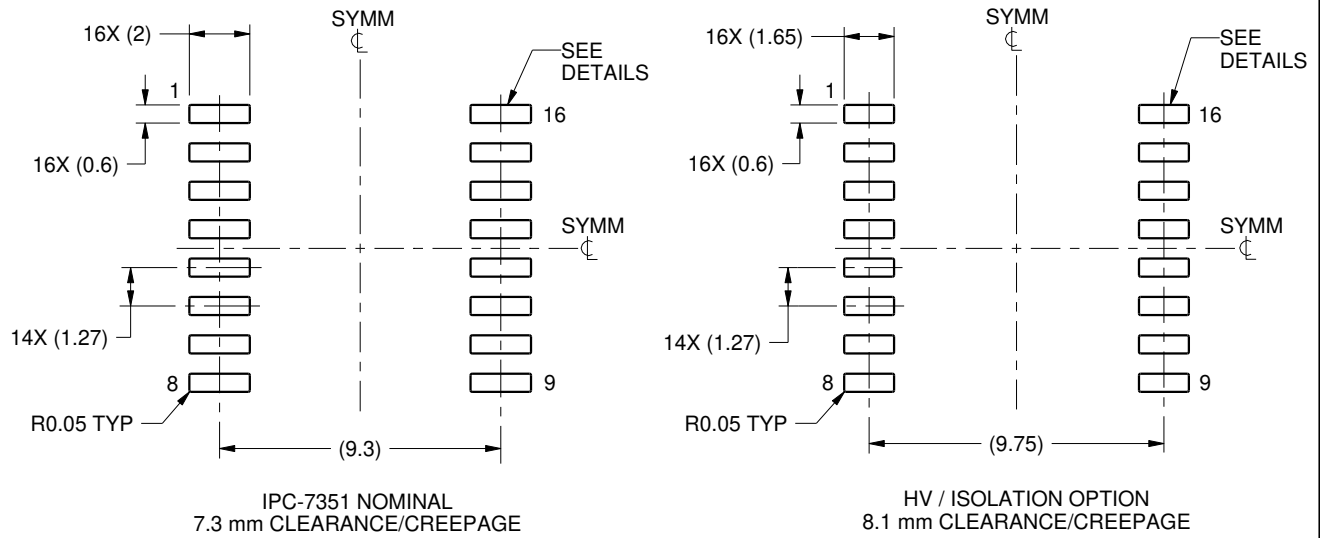 SYMM
16X (2)
SEE
DETAILS
1
16
16X (0.6)
SYMM
14X (1.27)
8
9
R0.05 TYP
(9.3)
IPC-7351 NOMINAL
7.3 mm CLEARANCE/CREEPAGE
SYMM
16X (1.65)
SEE
DETAILS
1
16
16X (0.6)
SYMM
14X (1.27)
8
9
R0.05 TYP
(9.75)
HV / ISOLATION OPTION
8.1 mm CLEARANCE/CREEPAGE